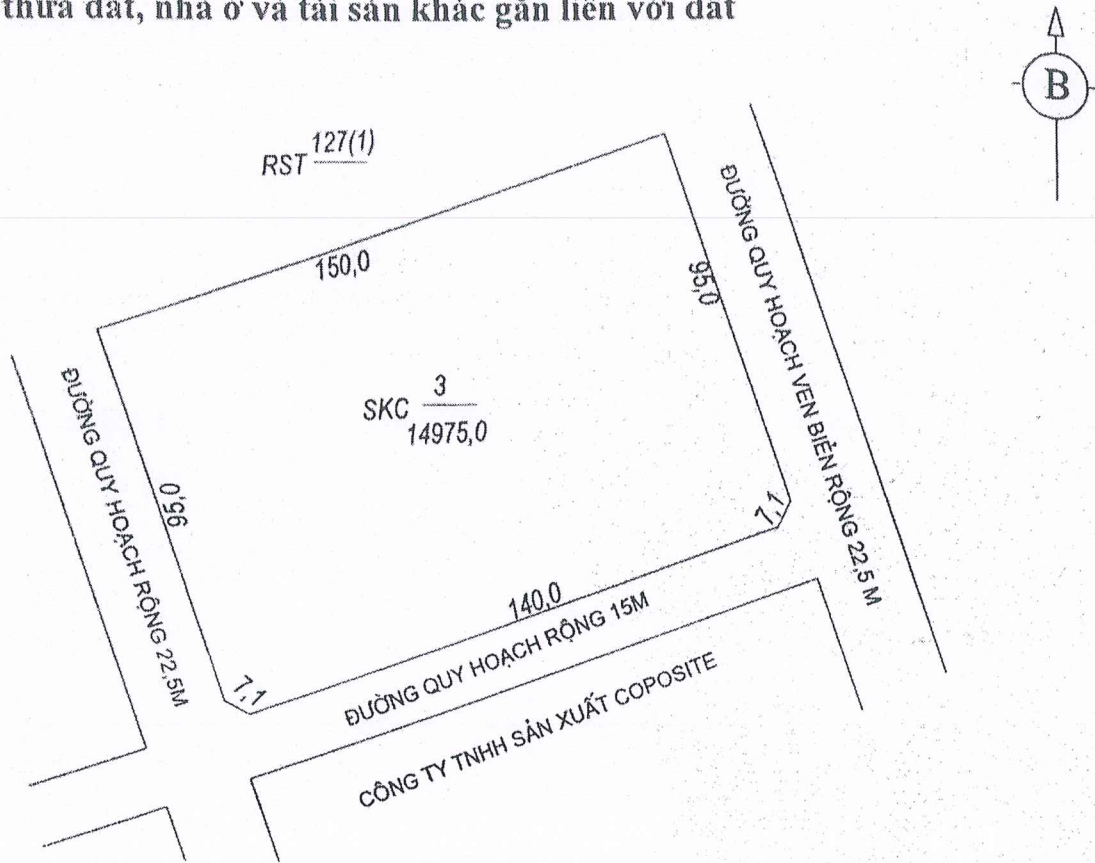 thửa đất, nhà ở và tài sản khác gắn liền với đất
B
RST 127(1)
150,0
95,0
ĐƯỜNG QUY HOẠCH VEN BIỂN RỘNG 22,5 M
SKC 3
14975,0
ĐƯỜNG QUY HOẠCH RỘNG 22,5M
95,0
7,1
140,0
7,1
ĐƯỜNG QUY HOẠCH RỘNG 15M
CÔNG TY TNHH SẢN XUẤT COPOSITE